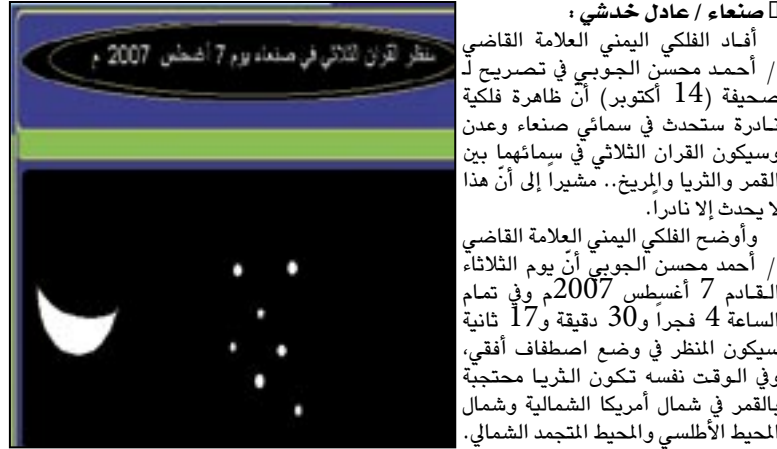 صنعاء / عادل خدشي :
أفاد الفلكي اليمني العلامة القاضي
/ أحمد محسن الجوبي في تصريح لـ
صحيفة (14 أكتوبر) أنّ ظاهرة فلكية
نادرة ستحدث في سمائي صنعاء وعدن
وسيكون القران الثلاثي في سمائهما بين
القمر والثريا والمريخ.. مشيراً إلى أنّ هذا
لا يحدث إلا نادراً.
وأوضح الفلكي اليمني العلامة القاضي
/ أحمد محسن الجوبي أنّ يوم الثلاثاء
القادم 7 أغسطس 2007م وفي تمام
الساعة 4 فجراً و30 دقيقة و17 ثانية
سيكون المنظر في وضع اصطفاف أفقي،
وفي الوقت نفسه تكون الثريا محتجبة
بالقمر في شمال أمريكا الشمالية وشمال
المحيط الأطلسي والمحيط المتجمد الشمالي.
منظر القران الثلاثي في صنعاء يوم 7 أغسطس 2007 م